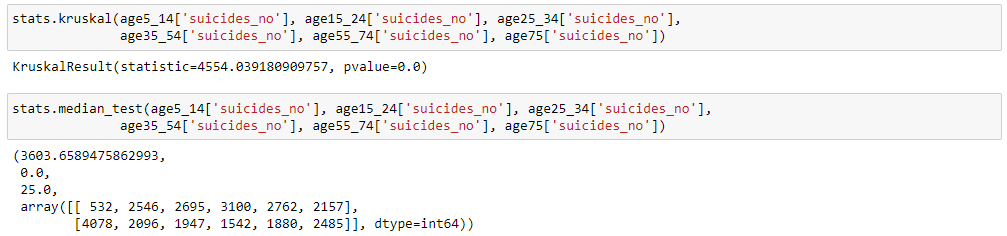 stats.kruskal(age5_14['suicides_no'], age15_24['suicides_no'], age25_34['suicides_no'],
age35_54['suicides_no'], age55_74['suicides_no'], age75['suicides_no'])
KruskalResult(statistic=4554.039180909757, pvalue=0.0)
stats.median_test(age5_14['suicides_no'], age15_24['suicides_no'], age25_34['suicides_no'],
age35_54['suicides_no'], age55_74['suicides_no'], age75['suicides_no'])
(3603.6589475862993,
0.0,
25.0,
array([[ 532, 2546, 2695, 3100, 2762, 2157],
[4078, 2096, 1947, 1542, 1880, 2485]], dtype=int64))